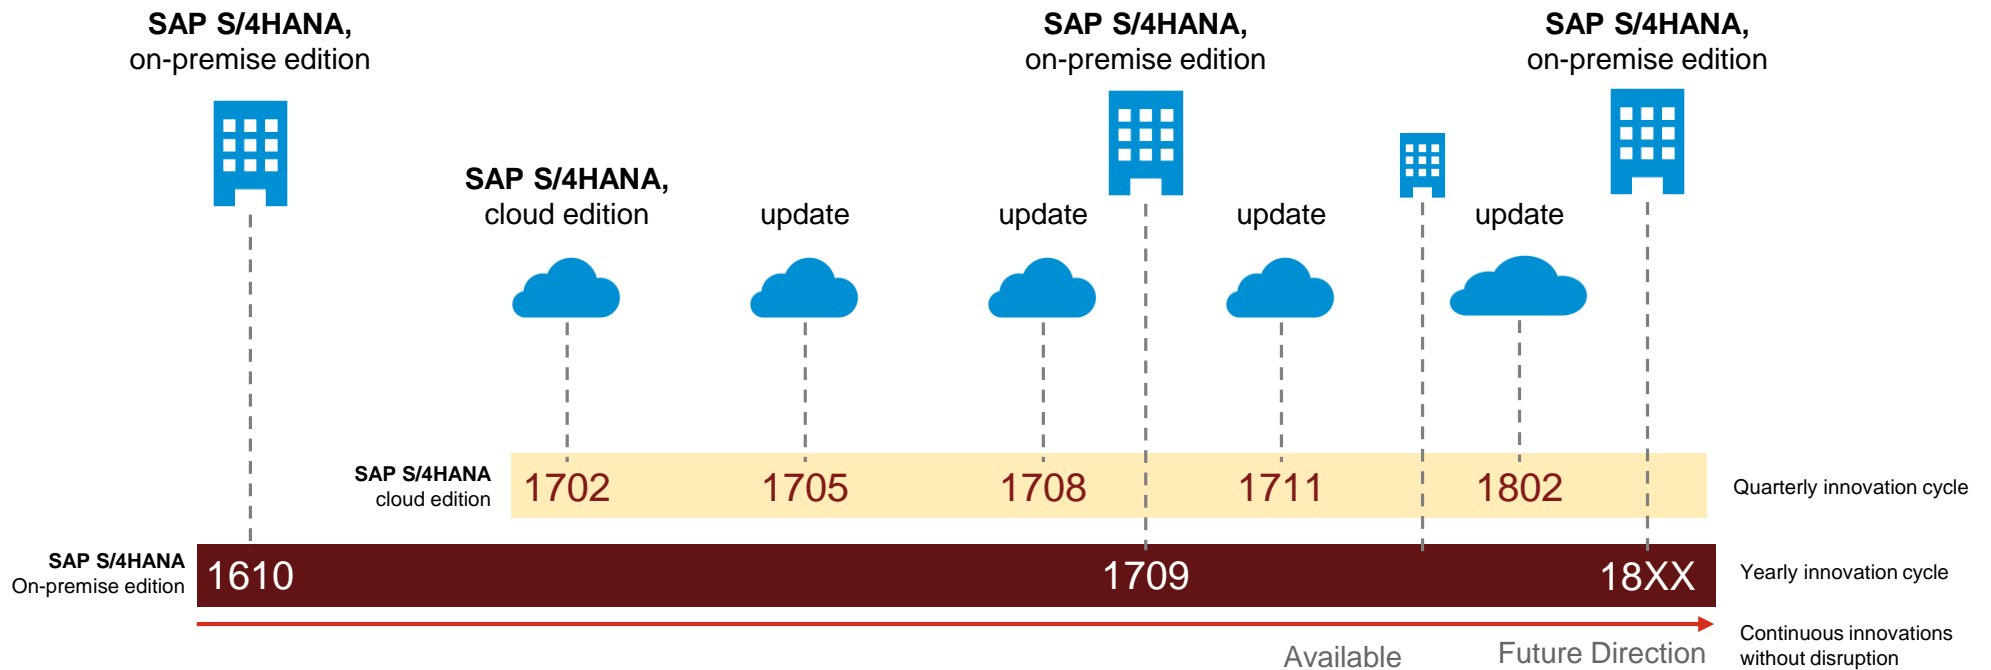 SAP S/4HANA,
on-premise edition
SAP S/4HANA,
on-premise edition
SAP S/4HANA,
on-premise edition
SAP S/4HANA,
cloud edition
update
update
update
update
SAP S/4HANA
cloud edition
1702
1705
1708
1711
1802
Quarterly innovation cycle
SAP S/4HANA
On-premise edition
1610
1709
18XX
Yearly innovation cycle
Available
Future Direction
Continuous innovations
without disruption